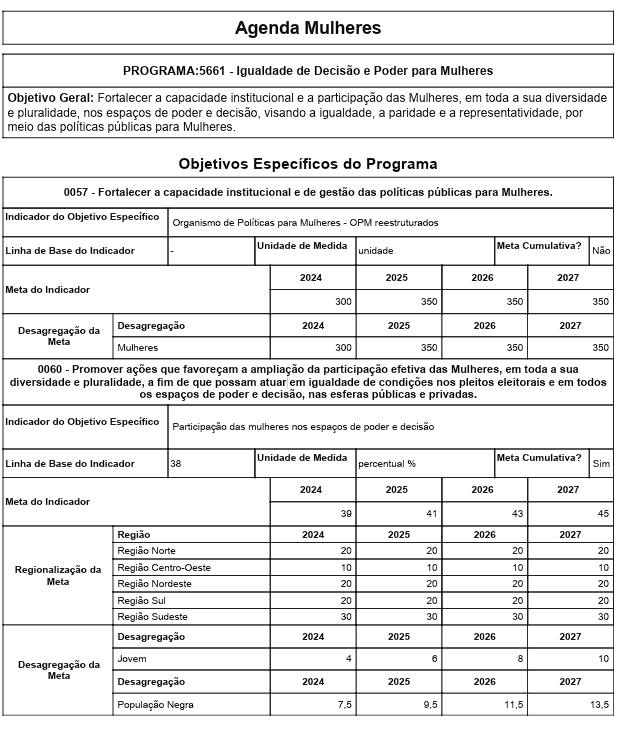 Agenda Mulheres
PROGRAMA:5661 - Igualdade de Decisão e Poder para Mulheres
Objetivo Geral: Fortalecer a capacidade institucional e a participação das Mulheres, em toda a sua diversidade
e pluralidade, nos espaços de poder e decisão, visando a igualdade, a paridade e a representatividade, por
meio das políticas públicas para Mulheres.
Objetivos Específicos do Programa
0057 - Fortalecer a capacidade institucional e de gestão das políticas públicas para Mulheres.
Indicador do Objetivo Específico Organismo de Políticas para Mulheres - OPM reestruturados
Linha de Base do Indicador - Unidade de Medida unidade Meta Cumulativa? Não
Meta do Indicador
2024 2025 2026 2027
300 350 350 350
Desagregação da
Meta
Desagregação 2024 2025 2026 2027
Mulheres 300 350 350 350
0060 - Promover ações que favoreçam a ampliação da participação efetiva das Mulheres, em toda a sua
diversidade e pluralidade, a fim de que possam atuar em igualdade de condições nos pleitos eleitorais e em todos
os espaços de poder e decisão, nas esferas públicas e privadas.
Indicador do Objetivo Específico Participação das mulheres nos espaços de poder e decisão
Linha de Base do Indicador 38 Unidade de Medida percentual % Meta Cumulativa? Sim
Meta do Indicador
2024 2025 2026 2027
39 41 43 45
Regionalização da
Meta
Região 2024 2025 2026 2027
Região Norte 20 20 20 20
Região Centro-Oeste 10 10 10 10
Região Nordeste 20 20 20 20
Região Sul 20 20 20 20
Região Sudeste 30 30 30 30
Desagregação da
Meta
Desagregação 2024 2025 2026 2027
Jovem 4 6 8 10
Desagregação 2024 2025 2026 2027
População Negra 7,5 9,5 11,5 13,5